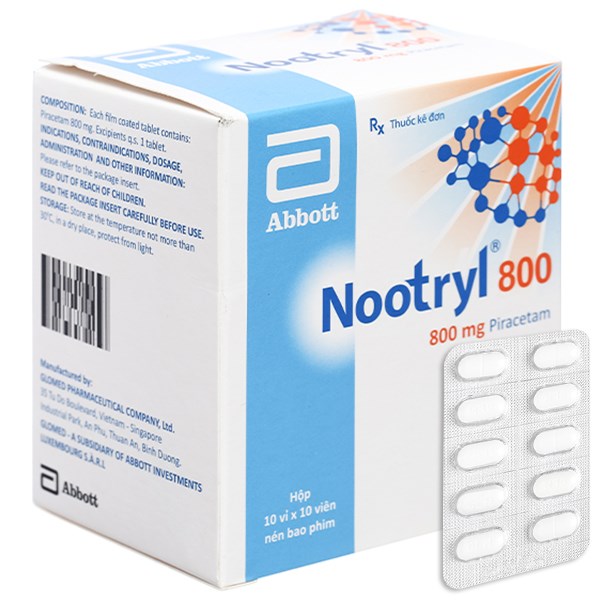 Abbott
Nootryl 800
800 mg Piracetam
COMPOSITION: Each film coated tablet contains:
Piracetam 800 mg. Excipients q.s. 1 tablet.
INDICATIONS, CONTRAINDICATIONS, DOSAGE,
ADMINISTRATION AND OTHER INFORMATION:
Please refer to the package insert.
KEEP OUT OF REACH OF CHILDREN.
READ THE PACKAGE INSERT CAREFULLY BEFORE USE.
STORAGE: Store at the temperature not more than
30°C, in a dry place, protect from light.
Manufactured by:
GLOMED PHARMACEUTICAL COMPANY, Ltd.
35 Tu Do Boulevard, Vietnam - Singapore
Industrial Park, An Phu, Thuan An, Binh Duong.
GLOMED - A SUBSIDIARY OF ABBOTT INVESTMENTS
LUXEMBOURG S.À R.L
Abbott
Abbott
Rx Thuốc kê đơn
Nootryl® 800
800 mg Piracetam
Hộp
10 vỉ x 10 viên
nén bao phim